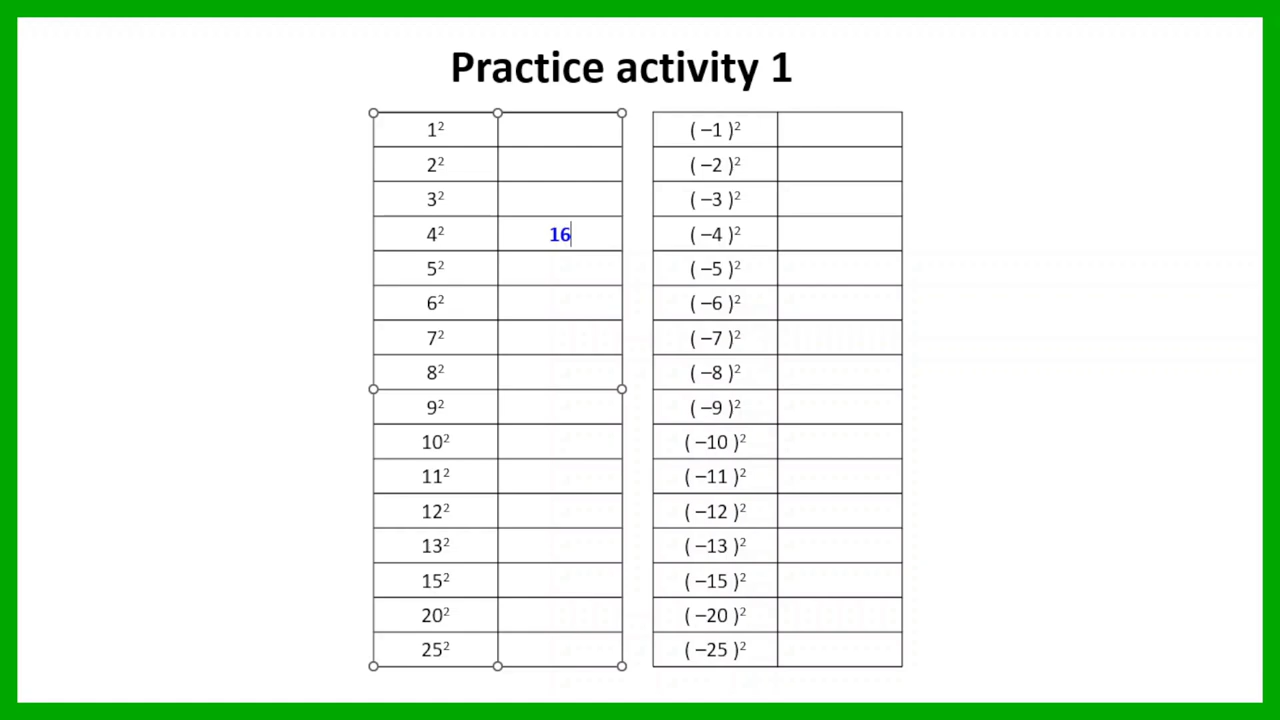 Practice activity 1
1² ( –1 )²
2² ( –2 )²
3² ( –3 )²
4² 16 ( –4 )²
5² ( –5 )²
6² ( –6 )²
7² ( –7 )²
8² ( –8 )²
9² ( –9 )²
10² ( –10 )²
11² ( –11 )²
12² ( –12 )²
13² ( –13 )²
15² ( –15 )²
20² ( –20 )²
25² ( –25 )²